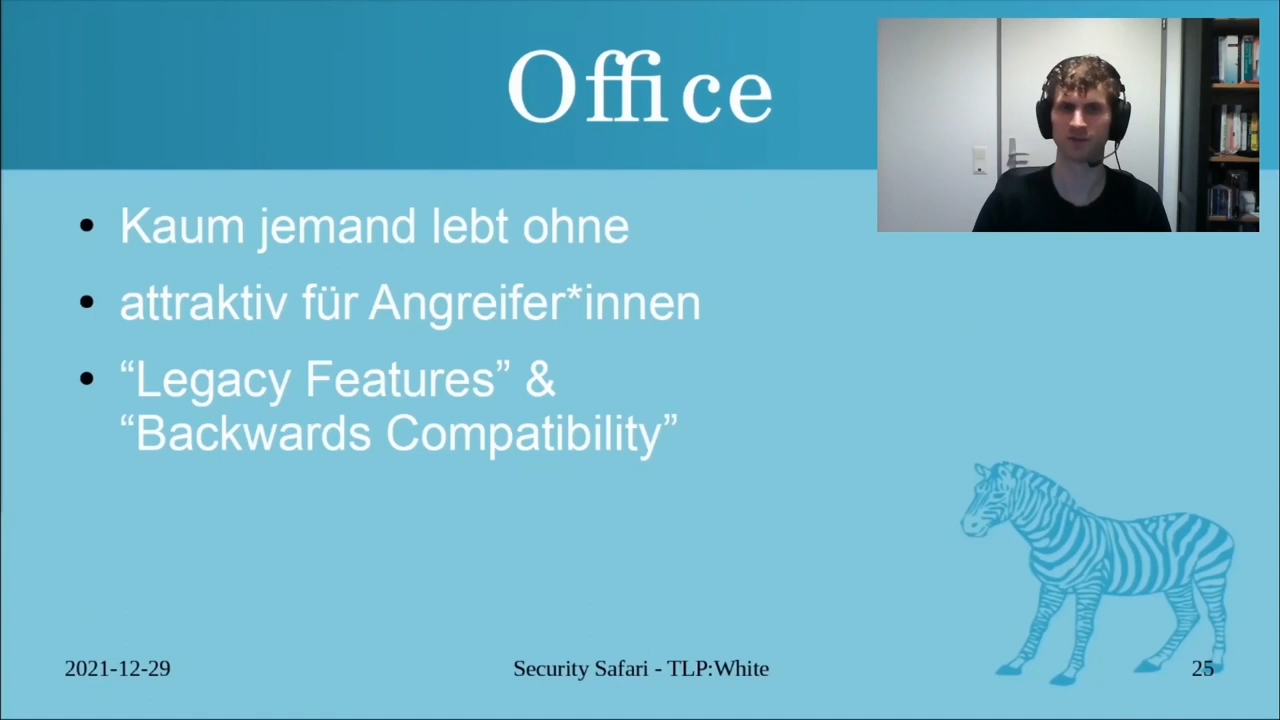 Office
Kaum jemand lebt ohne
attraktiv für Angreifer*innen
“Legacy Features” &
“Backwards Compatibility”
2021-12-29
Security Safari - TLP:White
25